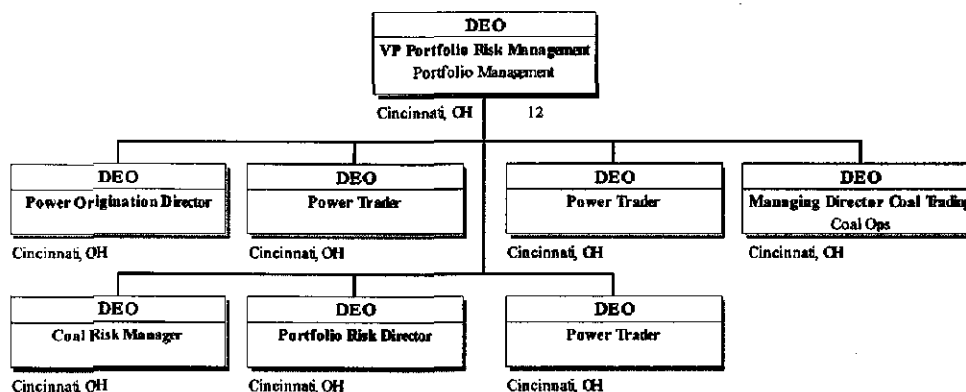 DEO
VP Portfolio Risk Management
Portfolio Management
Cincinnati, OH 12
DEO DEO DEO DEO
Power Origination Director Power Trader Power Trader Managing Director Coal Trading
Coal Ops
Cincinnati, OH Cincinnati, OH Cincinnati, OH Cincinnati, OH
DEO DEO DEO
Coal Risk Manager Portfolio Risk Director Power Trader
Cincinnati, OH Cincinnati, OH Cincinnati, OH